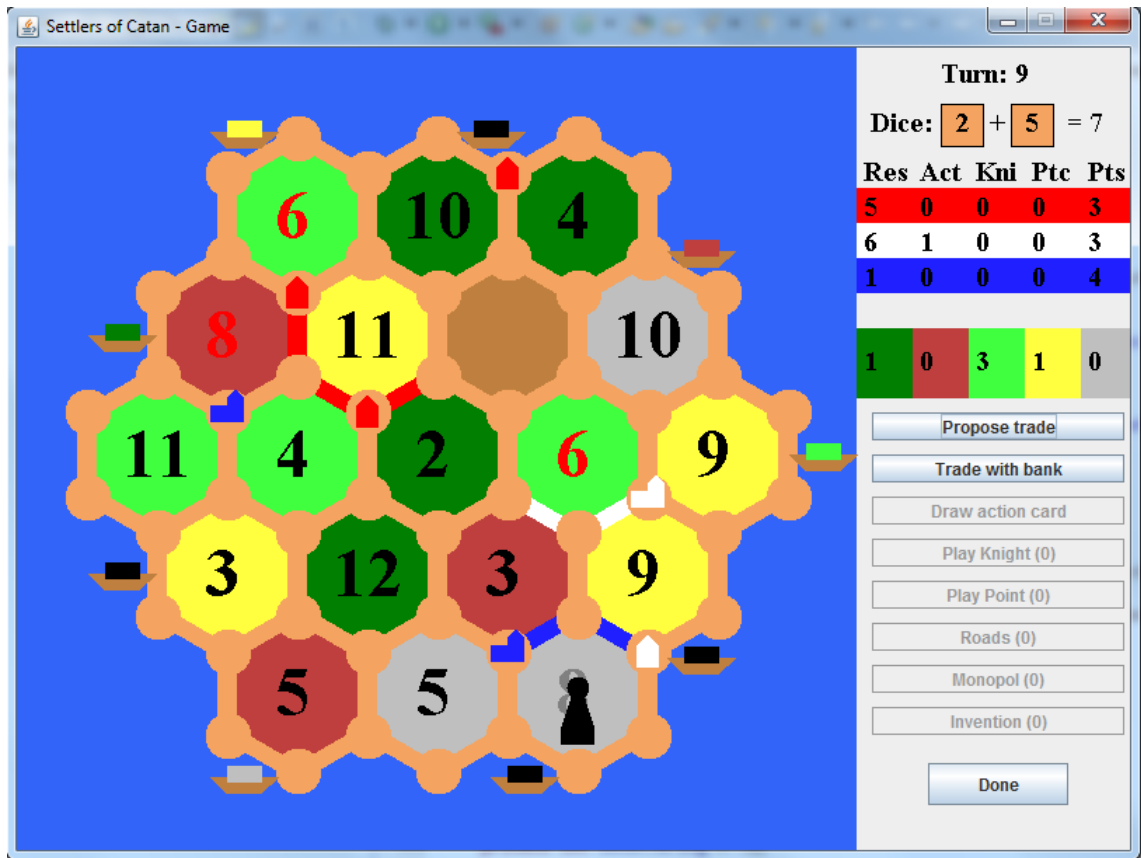 Settlers of Catan - Game
Turn: 9
Dice: 2 + 5 = 7
Res Act Kni Ptc Pts
5 0 0 0 3
6 1 0 0 3
1 0 0 0 4
1 0 3 1 0
Propose trade
Trade with bank
Draw action card
Play Knight (0)
Play Point (0)
Roads (0)
Monopol (0)
Invention (0)
Done
6 10 4
8 11 10
11 4 2 6 9
3 12 3 9
5 5 8